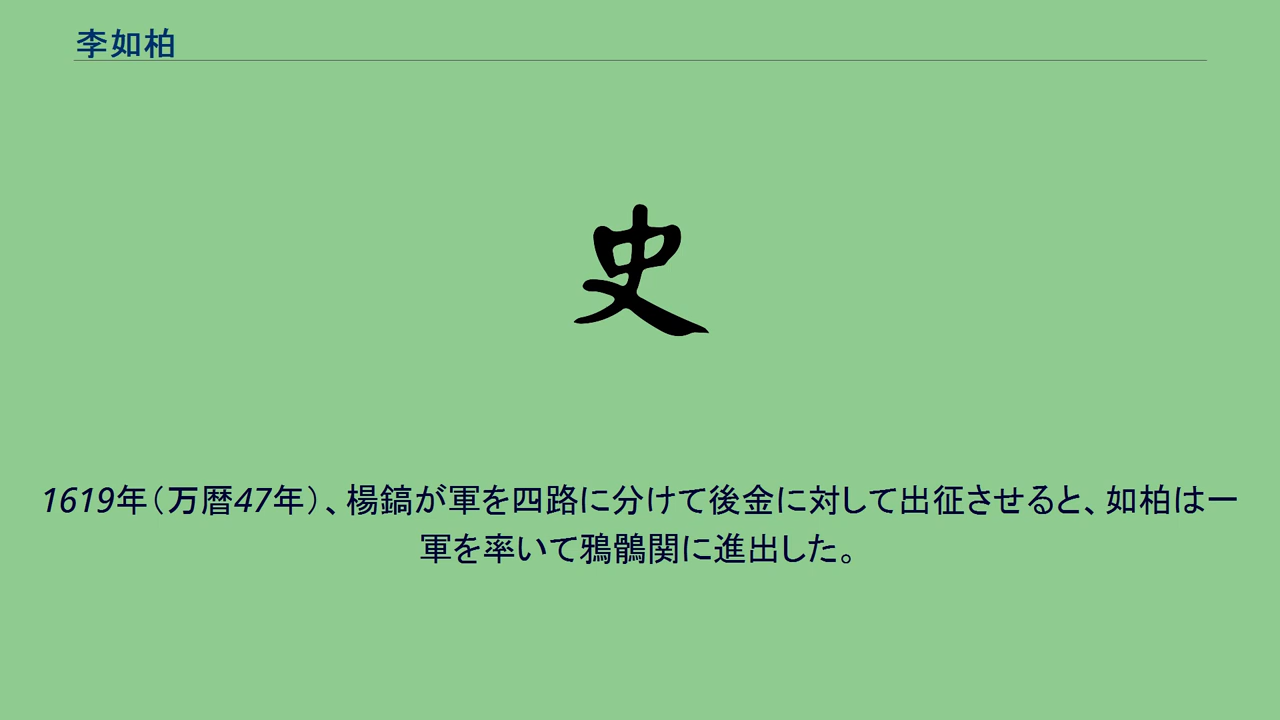 李如柏
史
1619年（万暦47年）、楊鎬が軍を四路に分けて後金に対して出征させると、如柏は一
軍を率いて鴉鶻関に進出した。